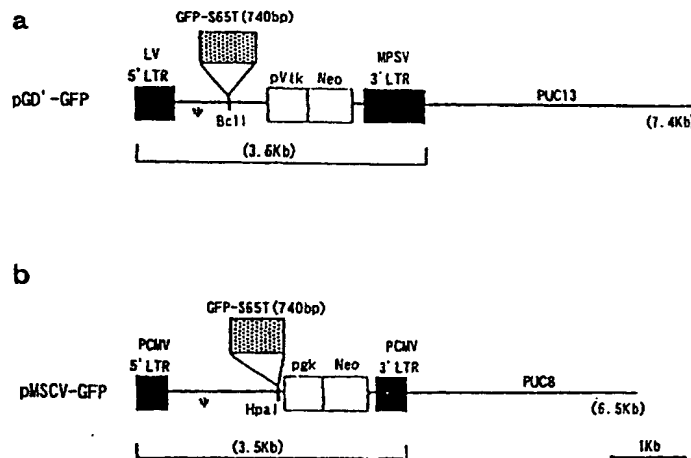 a
GFP-S65T(740bp)
LV
5'LTR
MPSV
3'LTR
pVtk Neo
pGD'-GFP
PUC13
ψ
BclI
(7.4Kb)
(3.6Kb)
b
GFP-S65T(740bp)
PCMV
5'LTR
PCMV
3'LTR
pgk Neo
pMSCV-GFP
PUC8
ψ
HpaI
(6.5Kb)
(3.5Kb)
1Kb